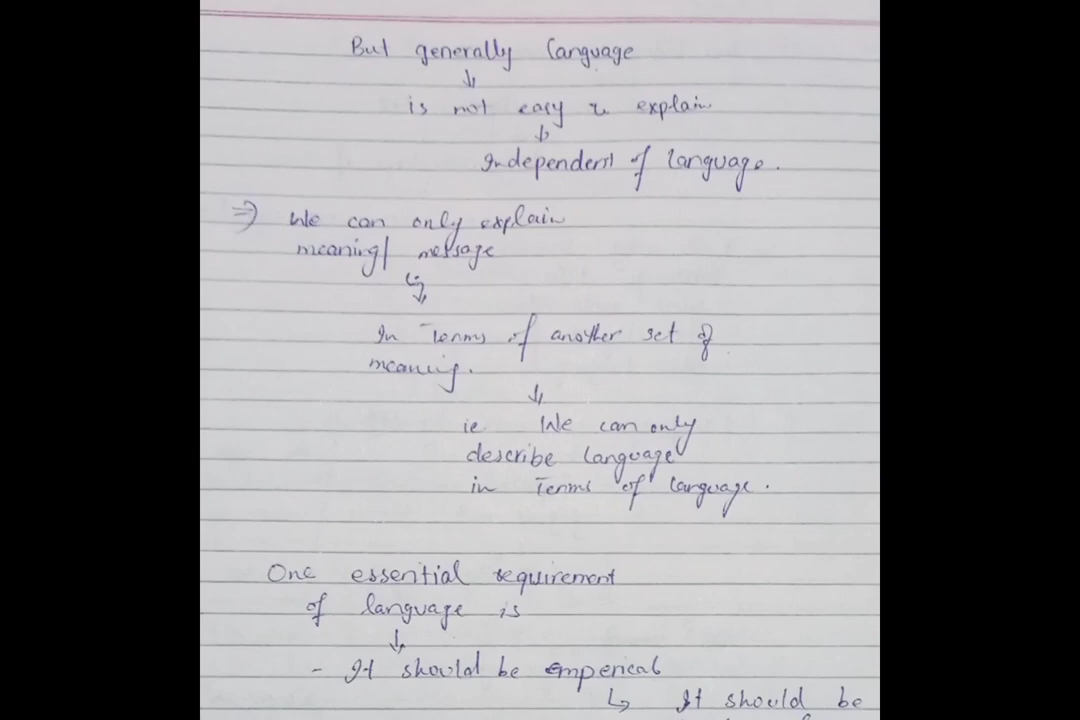 But generally language
↓
is not easy to explain
↓
Independent of language.
⇒ We can only explain
meaning/ message
↳
In Terms of another set of
meaning.
↓
ie We can only
describe language
in Terms of language.
One essential requirement
of language is
↓
- It should be emperical
↳ It should be